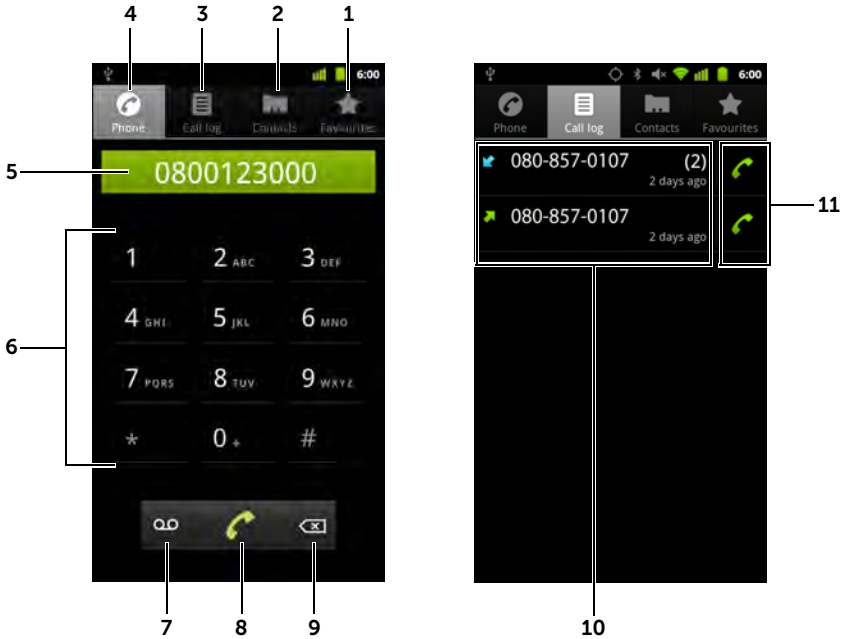 4 3 2 1
6:00
Phone Call log Contacts Favourites
5
0800123000
6
1 2 ABC 3 DEF
4 GHI 5 JKL 6 MNO
7 PQRS 8 TUV 9 WXYZ
* 0 + #
7 8 9
6:00
Phone Call log Contacts Favourites
080-857-0107 (2)
2 days ago
080-857-0107
2 days ago
11
10